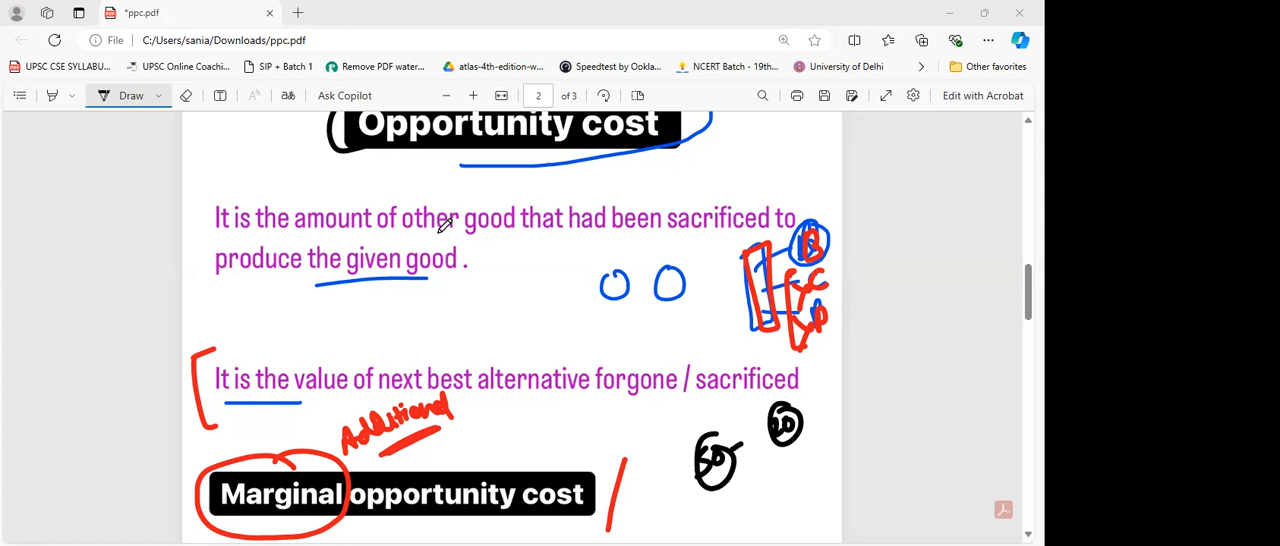 *ppc.pdf
File
C:/Users/sania/Downloads/ppc.pdf
UPSC CSE SYLLABU...
UPSC Online Coachi...
SIP + Batch 1
Remove PDF water...
atlas-4th-edition-w...
Speedtest by Ookla...
NCERT Batch - 19th...
University of Delhi
Other favorites
Draw
Ask Copilot
2
of 3
Edit with Acrobat
Opportunity cost
It is the amount of other good that had been sacrificed to
produce the given good .
B
C
It is the value of next best alternative forgone / sacrificed
Additional
Marginal opportunity cost